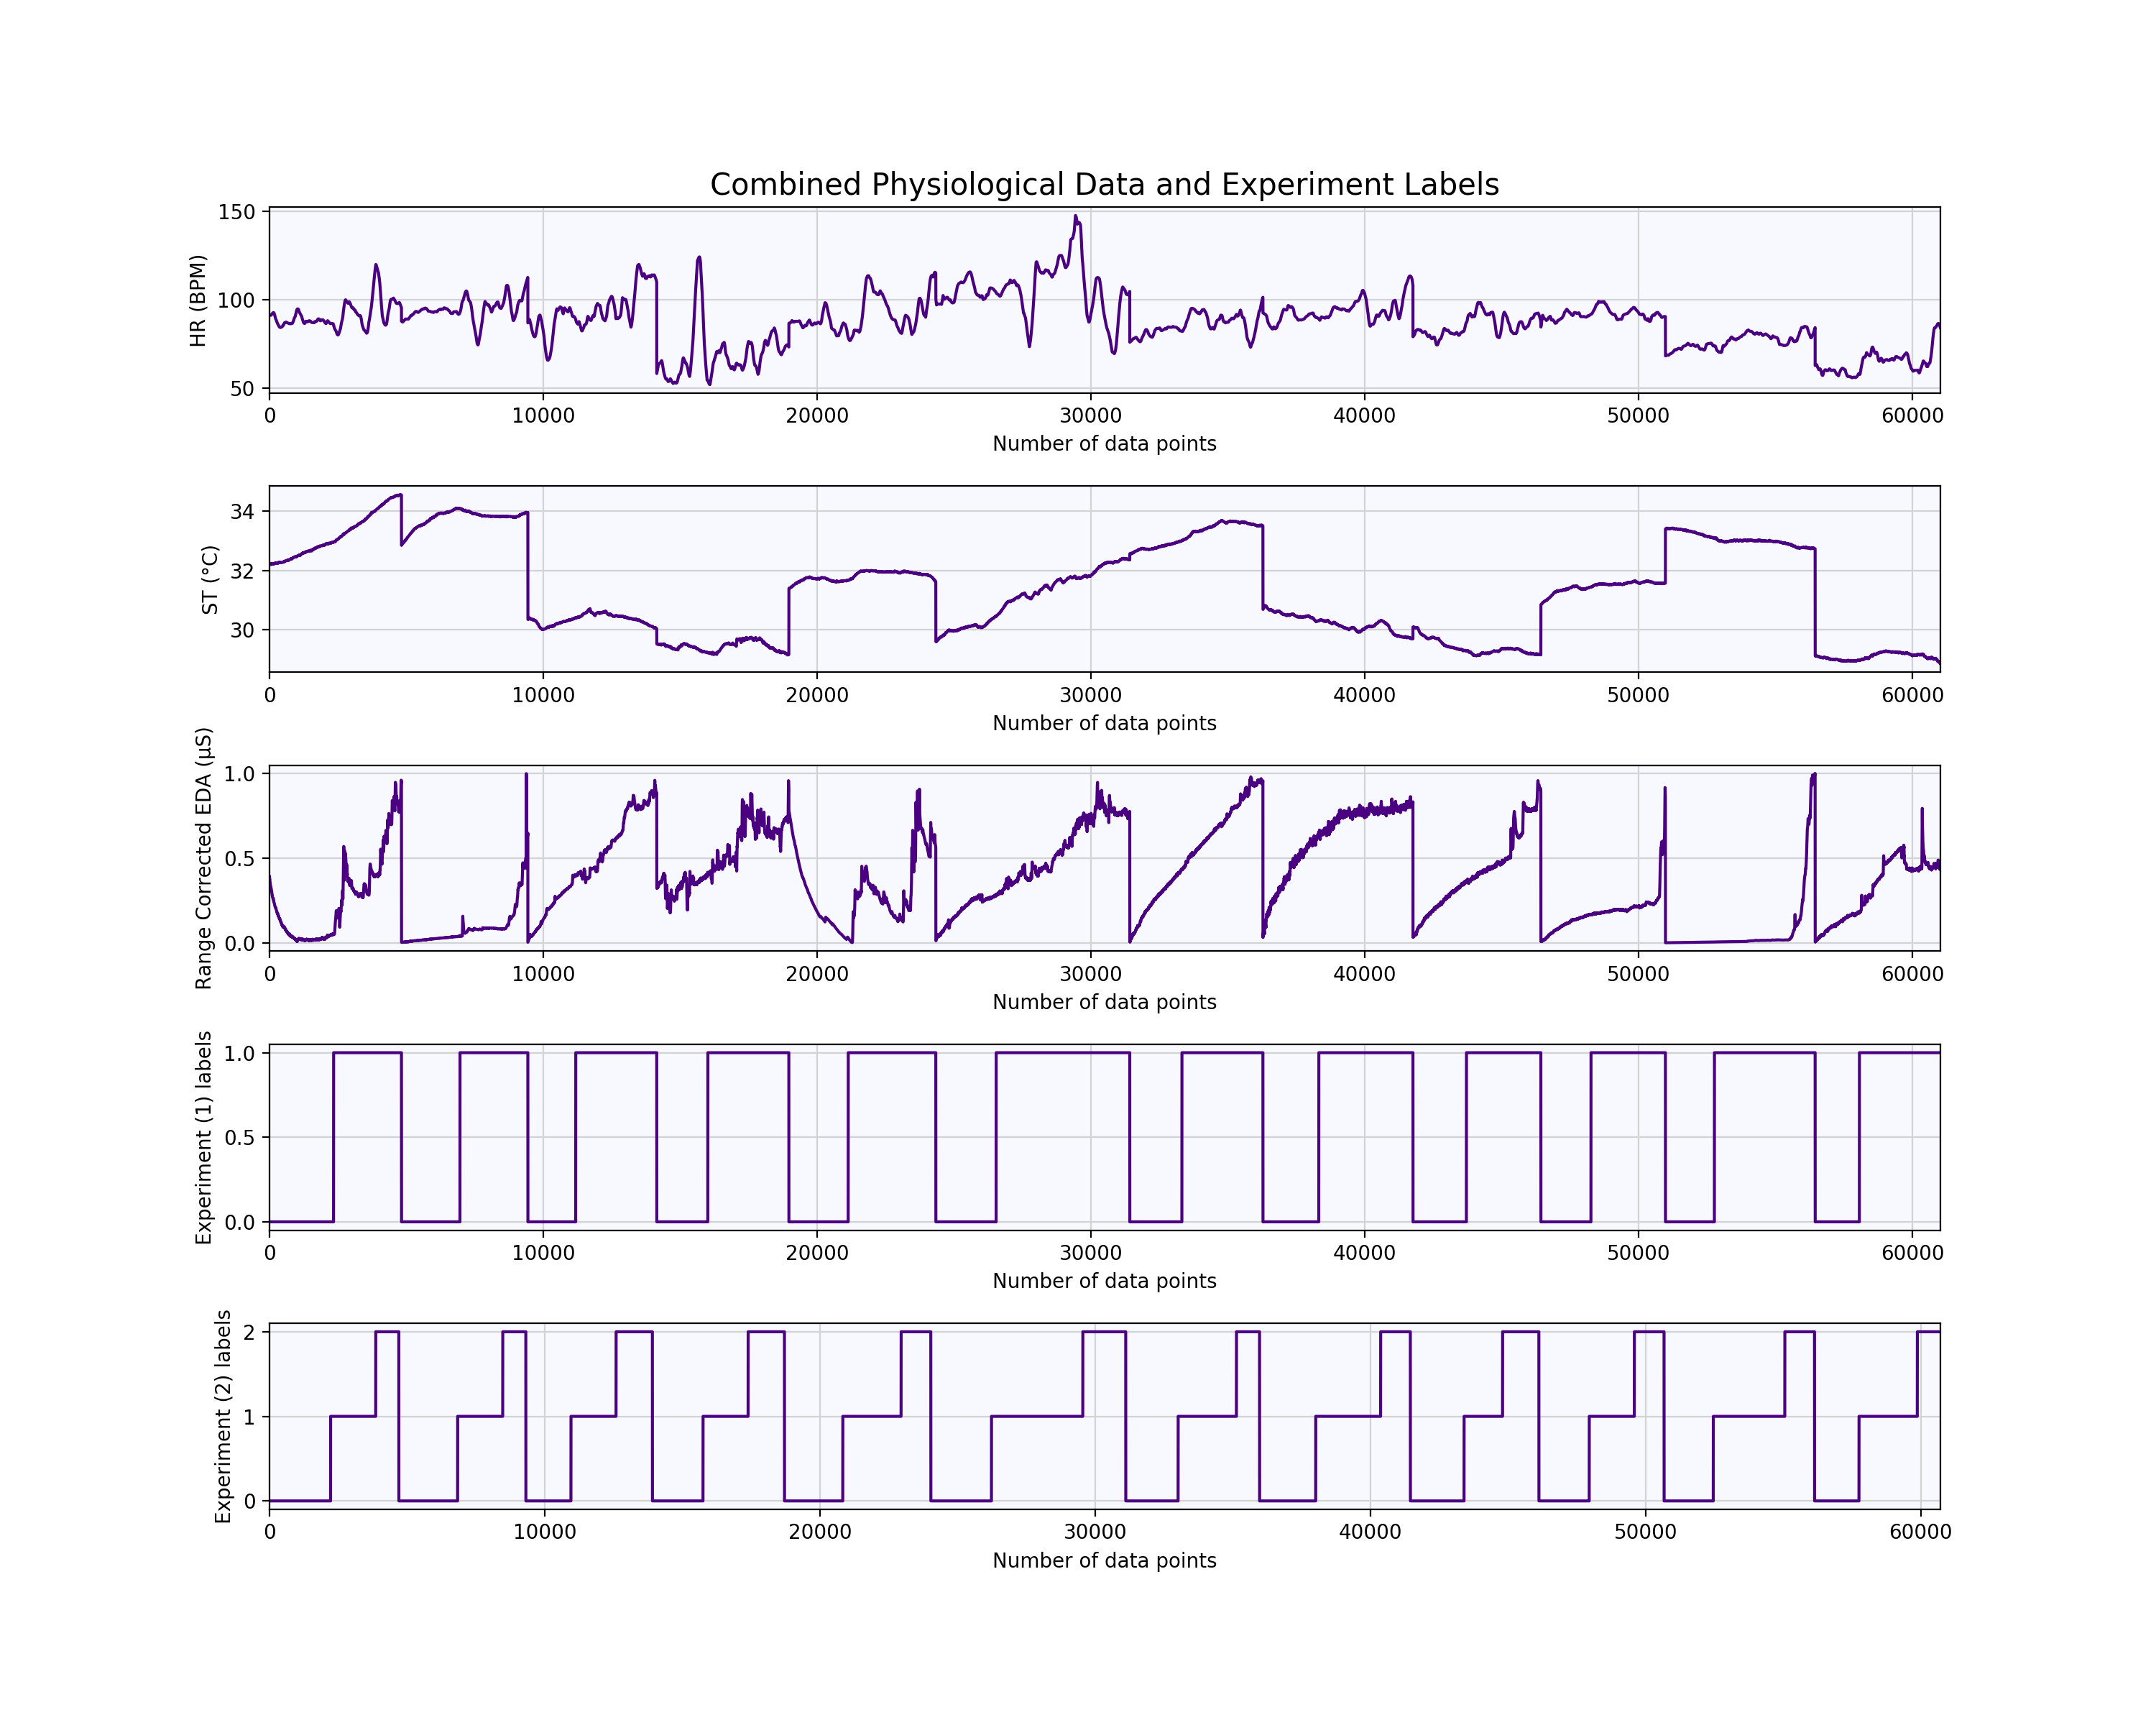 Combined Physiological Data and Experiment Labels
HR (BPM)
150
100
50
0 10000 20000 30000 40000 50000 60000
Number of data points
ST (°C)
34
32
30
0 10000 20000 30000 40000 50000 60000
Number of data points
Range Corrected EDA (µS)
1.0
0.5
0.0
0 10000 20000 30000 40000 50000 60000
Number of data points
Experiment (1) labels
1.0
0.5
0.0
0 10000 20000 30000 40000 50000 60000
Number of data points
Experiment (2) labels
2
1
0
0 10000 20000 30000 40000 50000 60000
Number of data points